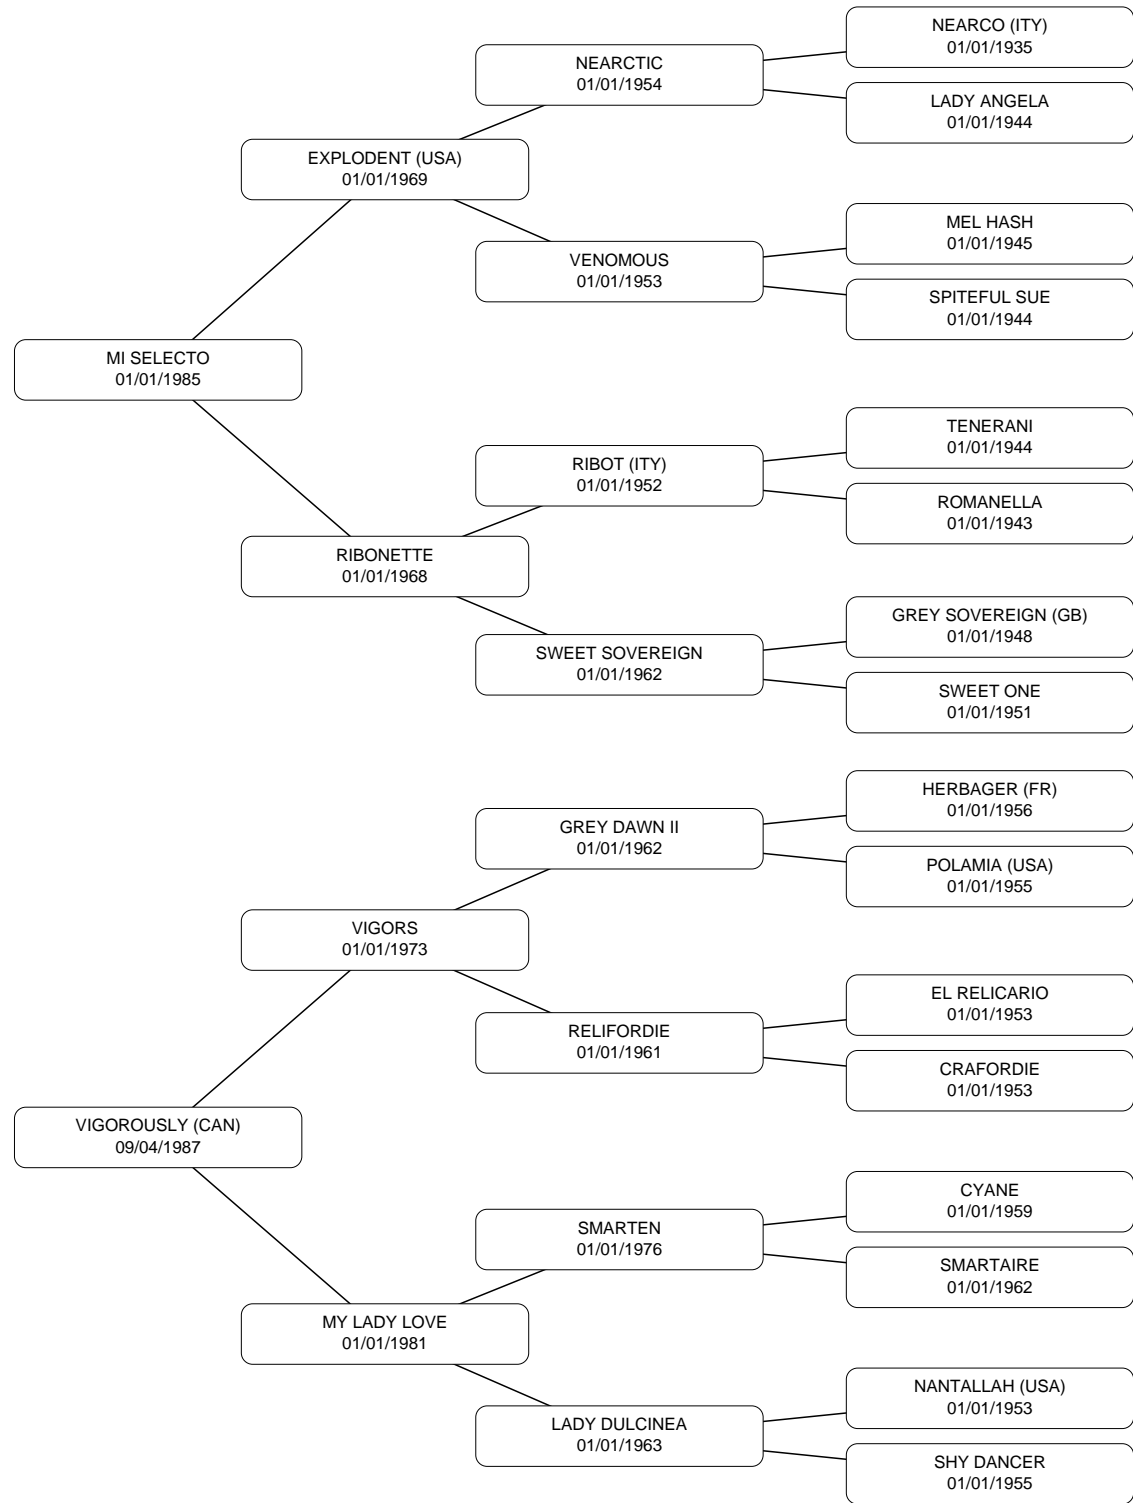 NEARCO (ITY)
01/01/1935
NEARCTIC
01/01/1954
LADY ANGELA
01/01/1944
EXPLODENT (USA)
01/01/1969
MEL HASH
01/01/1945
VENOMOUS
01/01/1953
SPITEFUL SUE
01/01/1944
MI SELECTO
01/01/1985
TENERANI
01/01/1944
RIBOT (ITY)
01/01/1952
ROMANELLA
01/01/1943
RIBONETTE
01/01/1968
GREY SOVEREIGN (GB)
01/01/1948
SWEET SOVEREIGN
01/01/1962
SWEET ONE
01/01/1951
HERBAGER (FR)
01/01/1956
GREY DAWN II
01/01/1962
POLAMIA (USA)
01/01/1955
VIGORS
01/01/1973
EL RELICARIO
01/01/1953
RELIFORDIE
01/01/1961
CRAFORDIE
01/01/1953
VIGOROUSLY (CAN)
09/04/1987
CYANE
01/01/1959
SMARTEN
01/01/1976
SMARTAIRE
01/01/1962
MY LADY LOVE
01/01/1981
NANTALLAH (USA)
01/01/1953
LADY DULCINEA
01/01/1963
SHY DANCER
01/01/1955